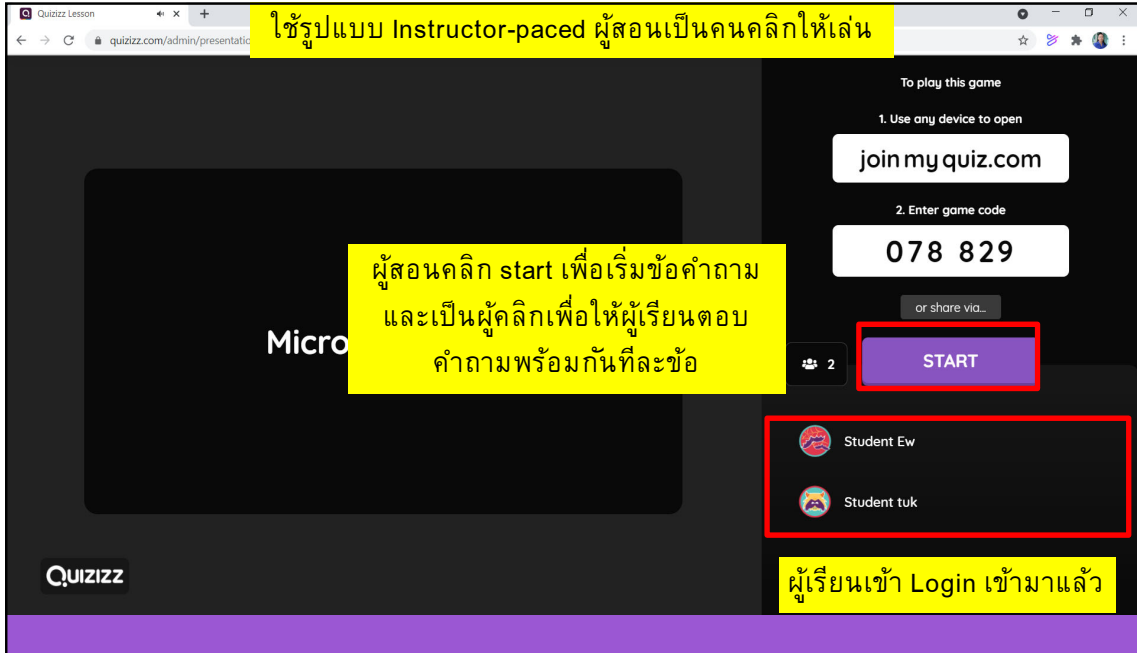 Quizizz Lesson
ใช้รูปแบบ Instructor-paced ผู้สอนเป็นคนคลิกให้เล่น
quizizz.com/admin/presentatio
To play this game
1. Use any device to open
joinmyquiz.com
2. Enter game code
078 829
or share via...
ผู้สอนคลิก start เพื่อเริ่มข้อคำถาม
และเป็นผู้คลิกเพื่อให้ผู้เรียนตอบ
คำถามพร้อมกันทีละข้อ
Micro
2
START
Student Ew
Student tuk
Quizizz
ผู้เรียนเข้า Login เข้ามาแล้ว